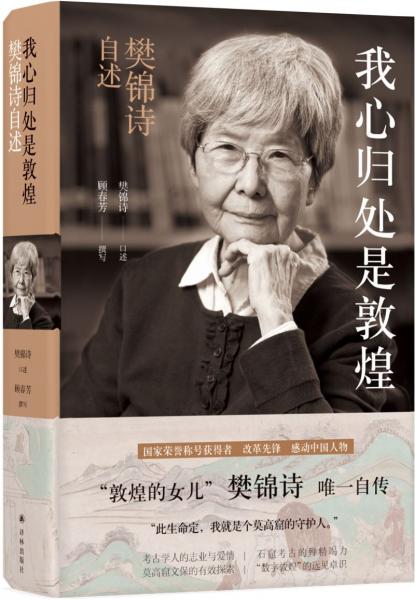 我心归处是敦煌
樊锦诗自述
樊锦诗
口述
顾春芳
撰写
译林出版社
樊锦诗
自述
樊锦诗 口述
顾春芳 撰写
我心归处是敦煌
国家荣誉称号获得者 改革先锋 感动中国人物
“敦煌的女儿”樊锦诗 唯一自传
“此生命定，我就是个莫高窟的守护人。”
考古学人的志业与爱情
莫高窟文保的有效探索
石窟考古的殚精竭力
“数字敦煌”的远见卓识